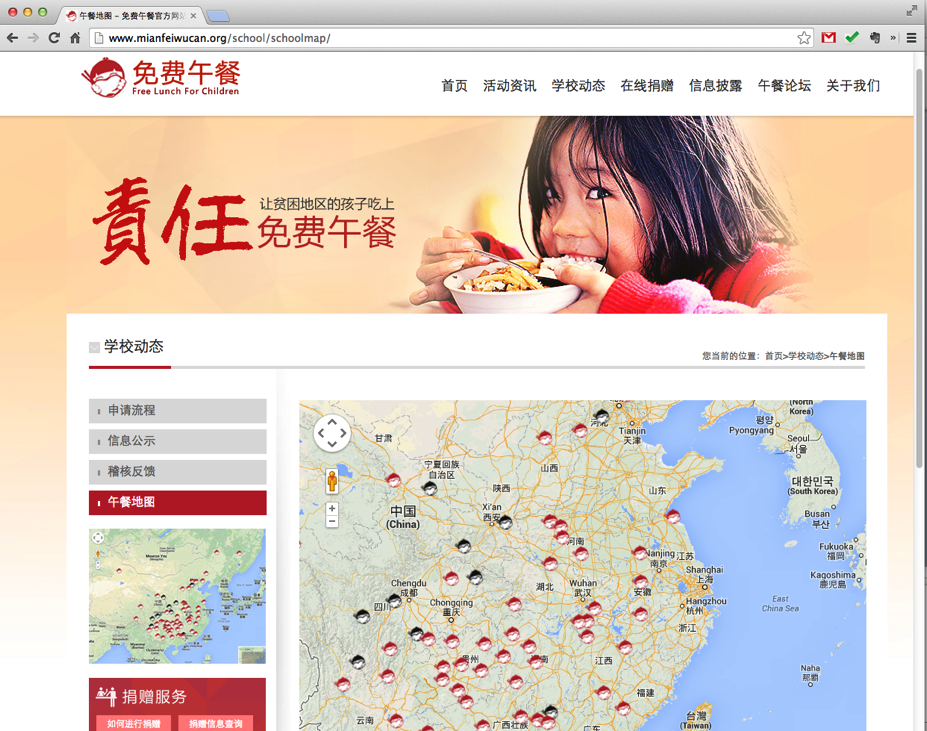 午餐地图 - 免费午餐官方网站
www.mianfeiwucan.org/school/schoolmap/
免费午餐
Free Lunch For Children
首页 活动资讯 学校动态 在线捐赠 信息披露 午餐论坛 关于我们
責任
让贫困地区的孩子吃上
免费午餐
学校动态
您当前的位置：首页>学校动态>午餐地图
申请流程
信息公示
稽核反馈
午餐地图
捐赠服务
如何进行捐赠
捐赠信息查询
(North
Korea)
甘肃
Tianjin
天津
평양
Pyongyang
Seoul
서울
宁夏回族
自治区
山西
陕西
山东
대한민국
(South Korea)
中国
(China)
Xi'an
西安
Busan
부산
河南
Nanjing
南京
江苏
Fukuoka
福岡
Shanghai
上海
Kagoshima
鹿児島
Chengdu
成都
湖北
Wuhan
武汉
安徽
四川
Chongqing
重庆
Hangzhou
杭州
East China
Sea
浙江
贵州
江西
Naha
那覇
福建
云南
台灣
(Taiwan)
广西壮族
广东